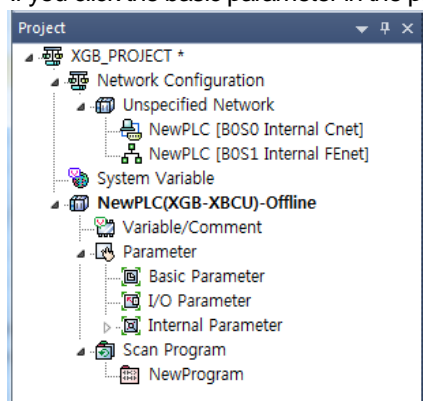 If you click the basic parameter in the p
Project
XGB_PROJECT *
Network Configuration
Unspecified Network
NewPLC [B0S0 Internal Cnet]
NewPLC [B0S1 Internal FEnet]
System Variable
NewPLC(XGB-XBCU)-Offline
Variable/Comment
Parameter
Basic Parameter
I/O Parameter
Internal Parameter
Scan Program
NewProgram